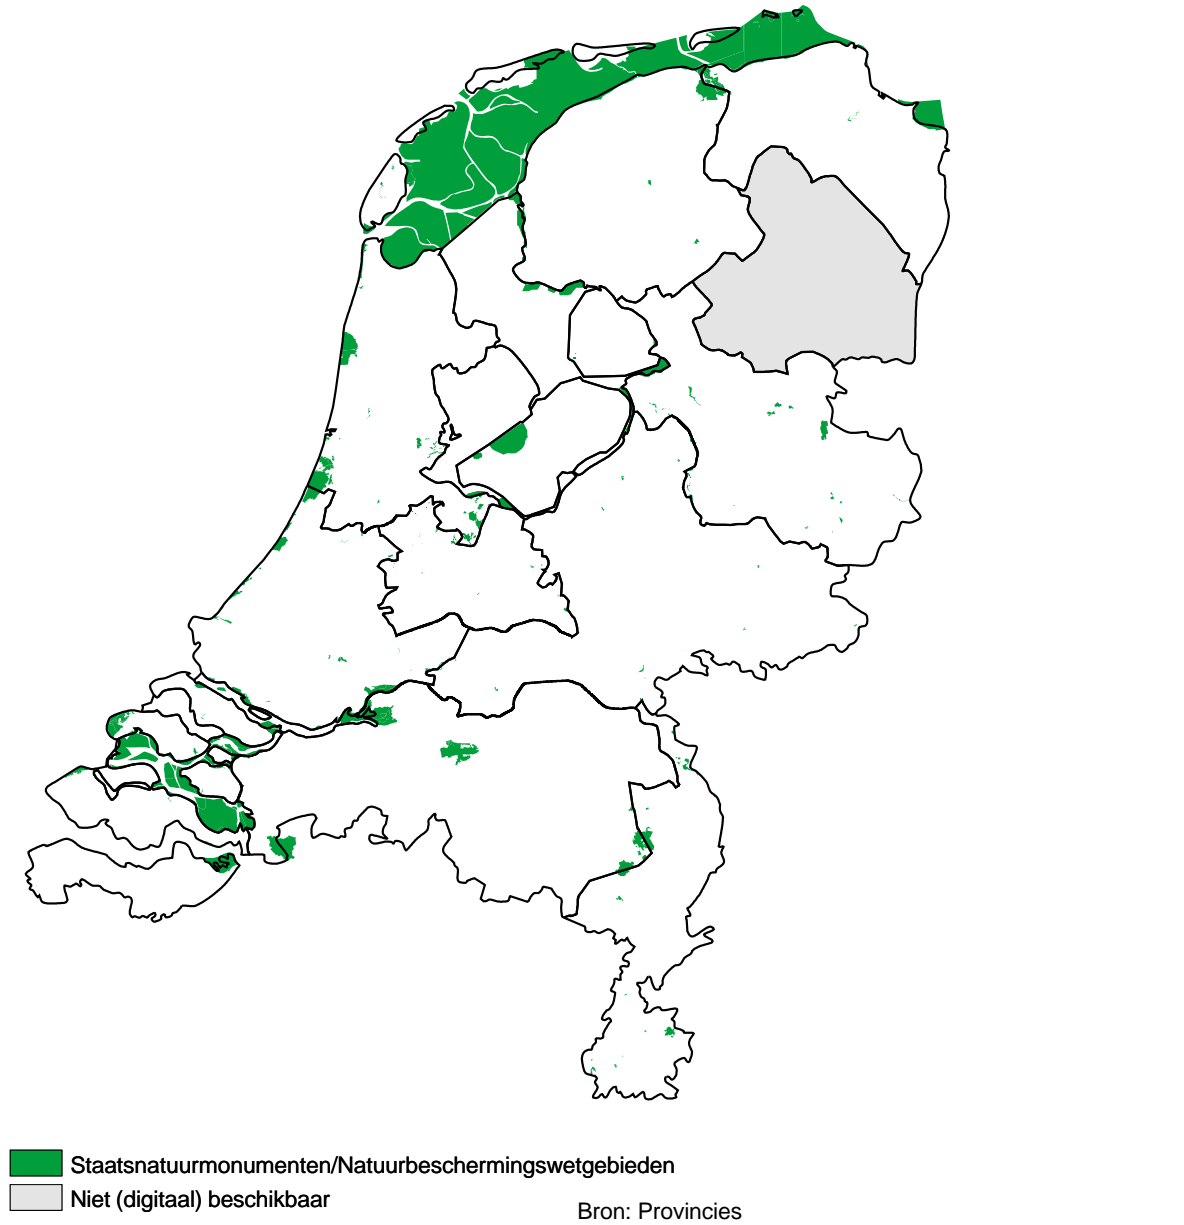 Staatsnatuurmonumenten/Natuurbeschermingswetgebieden
Niet (digitaal) beschikbaar
Bron: Provincies